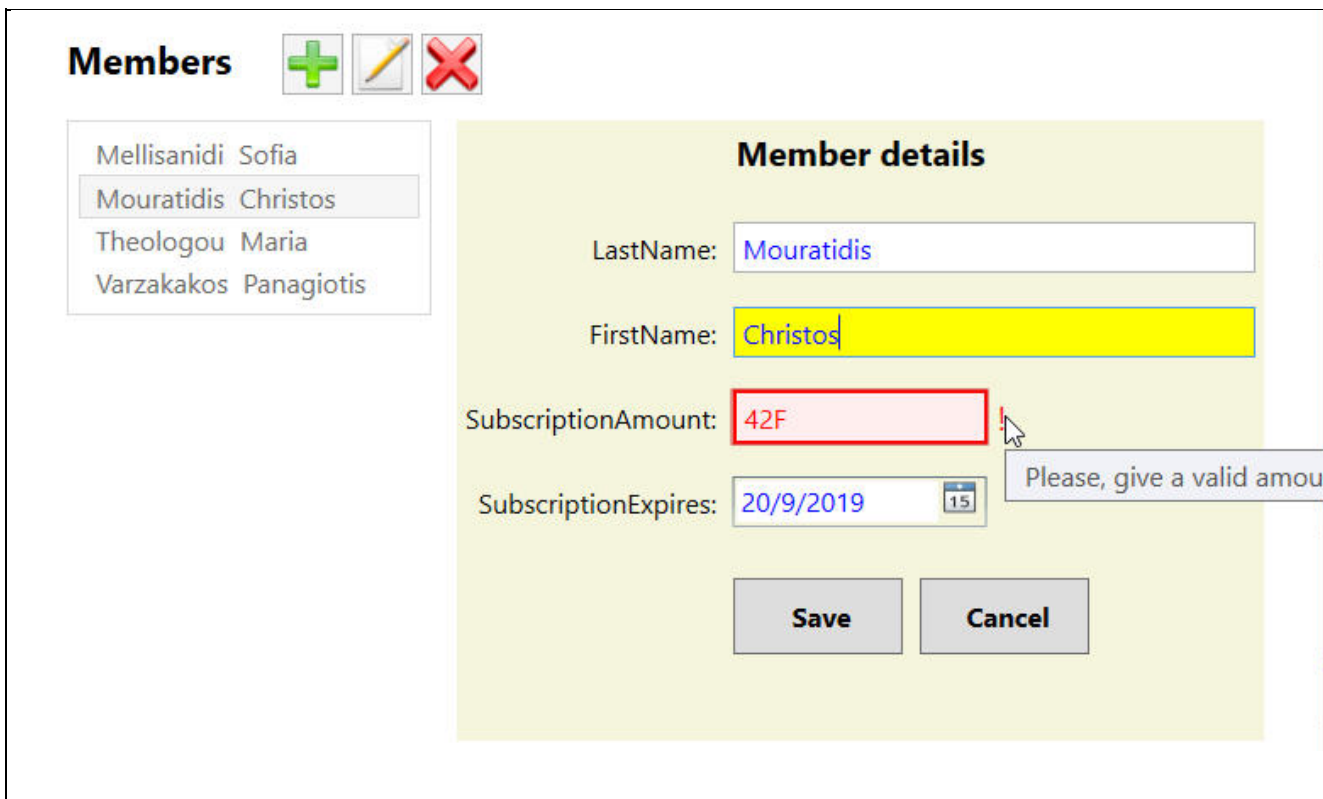 Members
Mellisanidi Sofia
Mouratidis Christos
Theologou Maria
Varzakakos Panagiotis
Member details
LastName: Mouratidis
FirstName: Christos
SubscriptionAmount: 42F !
Please, give a valid amou
SubscriptionExpires: 20/9/2019 15
Save Cancel